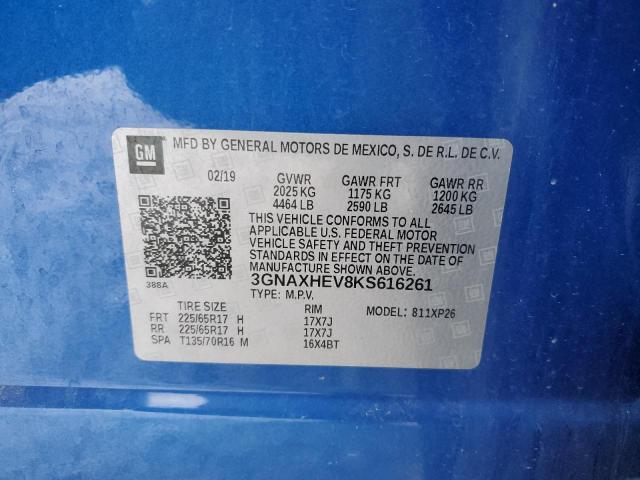 GM MFD BY GENERAL MOTORS DE MEXICO, S. DE R.L. DE C.V.
02/19 GVWR GAWR FRT GAWR RR
2025 KG 1175 KG 1200 KG
4464 LB 2590 LB 2645 LB
THIS VEHICLE CONFORMS TO ALL
APPLICABLE U.S. FEDERAL MOTOR
VEHICLE SAFETY AND THEFT PREVENTION
STANDARDS IN EFFECT ON THE DATE OF
MANUFACTURE SHOWN ABOVE.
388A 3GNAXHEV8KS616261
TYPE: M.P.V.
TIRE SIZE RIM MODEL: 811XP26
FRT 225/65R17 H 17X7J
RR 225/65R17 H 17X7J
SPA T135/70R16 M 16X4BT